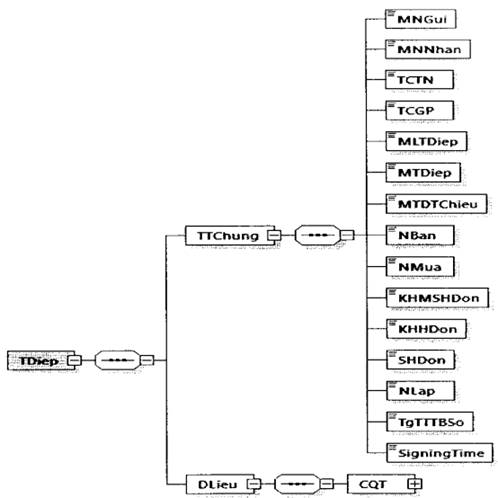 MNGui
MNNhan
TCTN
TCGP
MLTDiep
MTDiep
MTDTChieu
TTChung
NBan
NMua
KHMSHDon
KHHDon
TDiep
SHDon
NLap
TgTTTBSo
SigningTime
DLieu
CQT